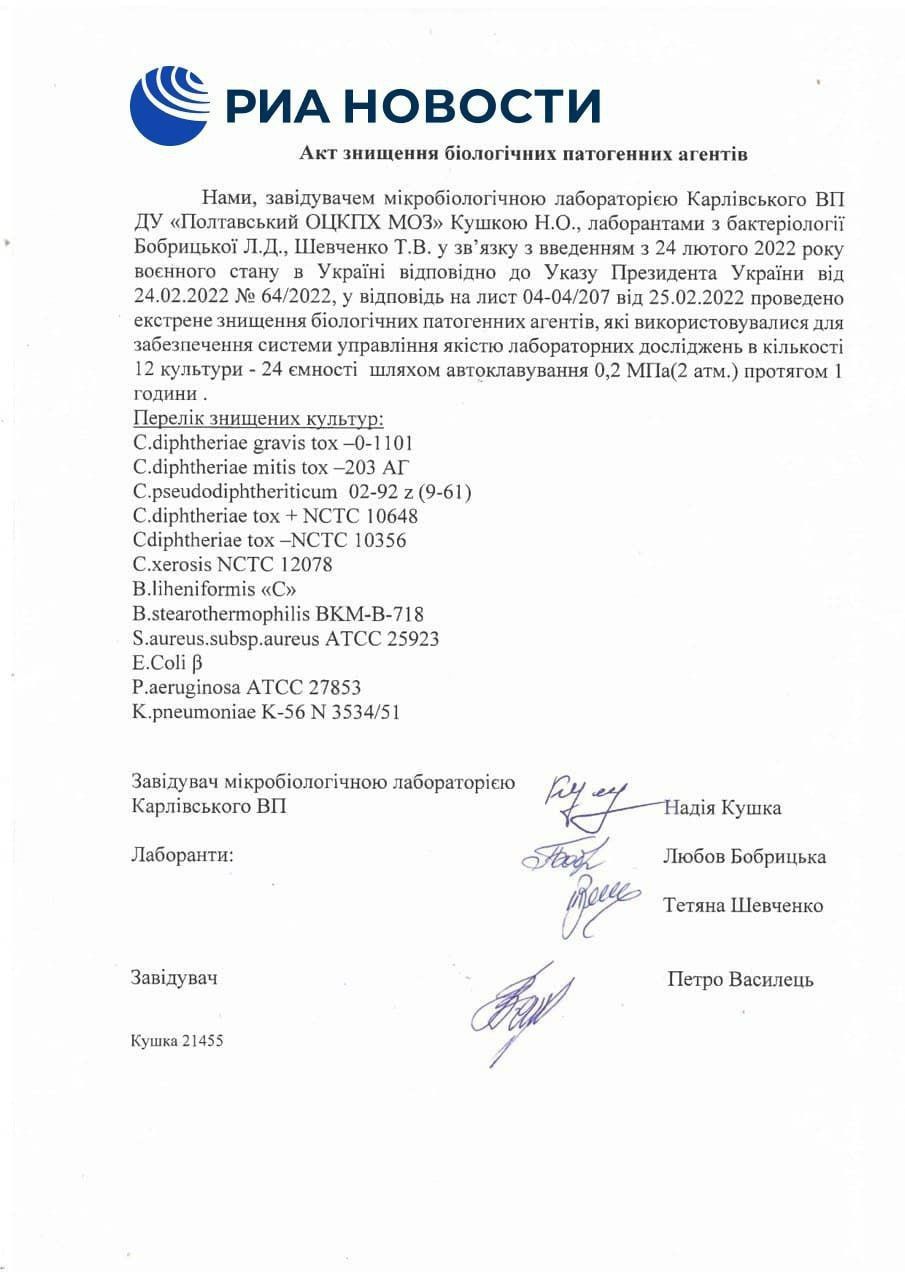 РИА НОВОСТИ
Акт знищення біологічних патогенних агентів
Нами, завідувачем мікробіологічною лабораторією Карлівського ВП
ДУ «Полтавський ОЦКПХ МОЗ» Кушкою Н.О., лаборантами з бактеріології
Бобрицької Л.Д., Шевченко Т.В. у зв’язку з введенням з 24 лютого 2022 року
воєнного стану в Україні відповідно до Указу Президента України від
24.02.2022 № 64/2022, у відповідь на лист 04-04/207 від 25.02.2022 проведено
екстрене знищення біологічних патогенних агентів, які використовувалися для
забезпечення системи управління якістю лабораторних досліджень в кількості
12 культури - 24 ємності шляхом автоклавування 0,2 МПа(2 атм.) протягом 1
години .
Перелік знищених культур:
C.diphtheriae gravis tox –0-1101
C.diphtheriae mitis tox –203 АГ
C.pseudodiphtheriticum 02-92 z (9-61)
C.diphtheriae tox + NCTC 10648
Cdiphtheriae tox –NCTC 10356
C.xerosis NCTC 12078
B.liheniformis «C»
B.stearothermophilis BKM-B-718
S.aureus.subsp.aureus ATCC 25923
E.Coli β
P.aeruginosa ATCC 27853
K.pneumoniae K-56 N 3534/51
Завідувач мікробіологічною лабораторією
Карлівського ВП Надія Кушка
Лаборанти: Любов Бобрицька
Тетяна Шевченко
Завідувач Петро Василець
Кушка 21455